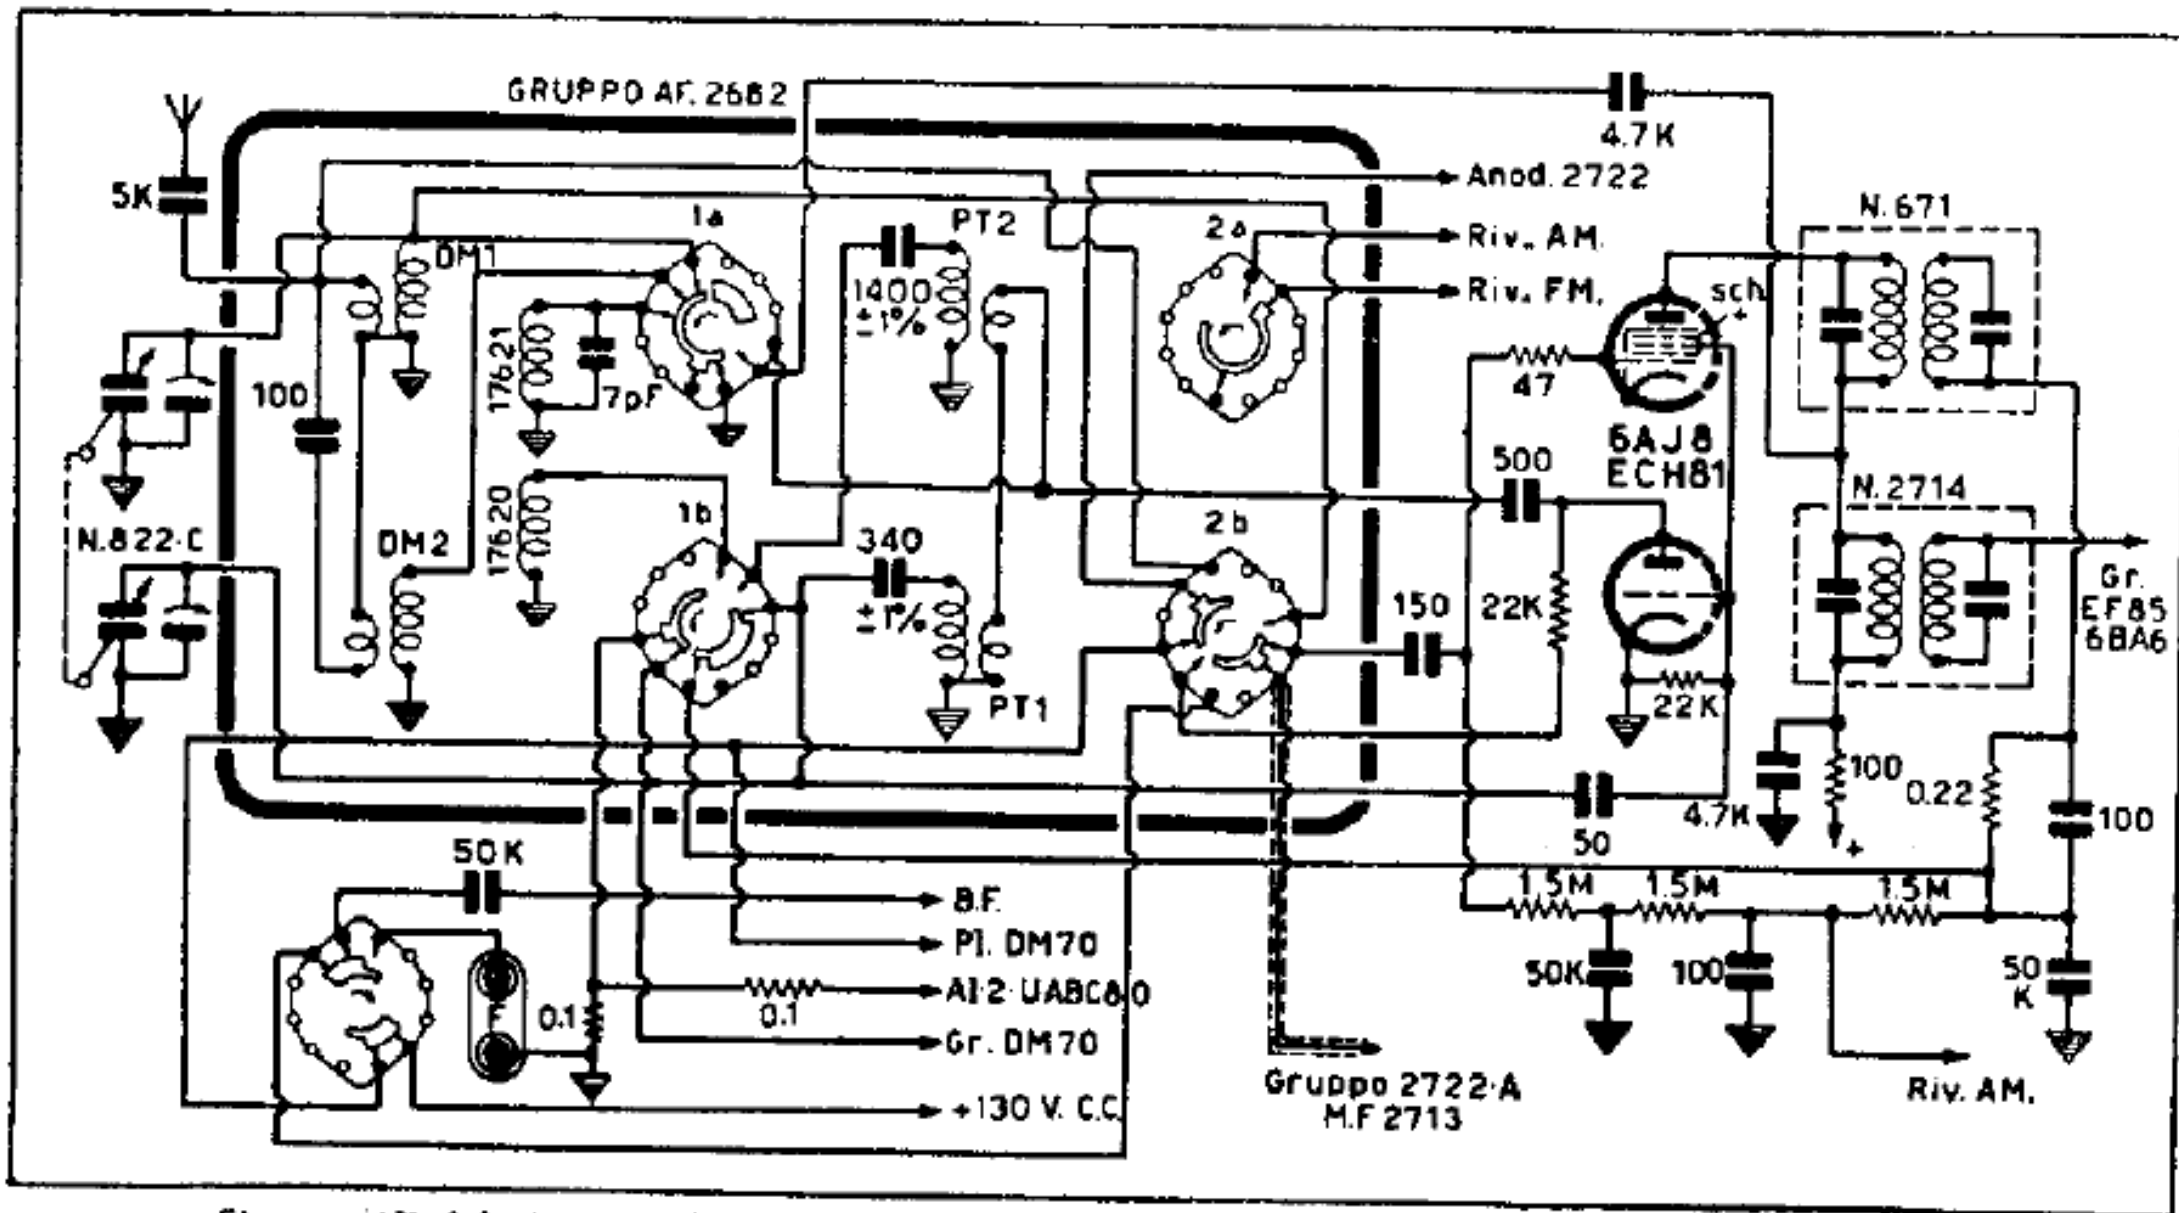 GRUPPO AF. 2682
4.7K
5K
Anod. 2722
Riv. AM.
Riv. FM.
1a
PT2
2a
N. 671
DM1
1400
±1%
sch.
+
17621
7pF
100
47
6AJ8
ECH81
500
N. 2714
N. 822-C
DM2
17620
1b
340
±1%
2b
150
22K
Gr.
EF85
6BA6
PT1
22K
4.7K
100
0.22
100
+
50
50K
B.F.
1.5M
1.5M
1.5M
Pl. DM70
50K
100
50
K
F
0.1
0.1
Al-2 UABC80
Gr. DM70
Gruppo 2722-A
M.F 2713
Riv. AM.
+130 V. C.C.